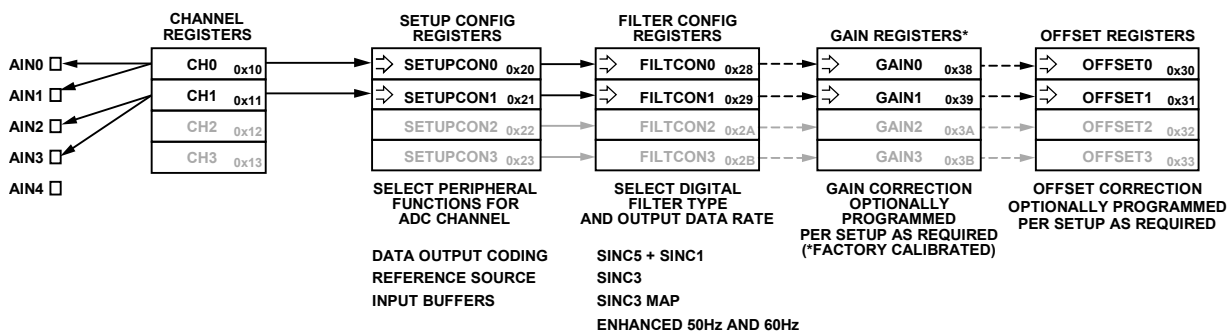 CHANNEL
REGISTERS
SETUP CONFIG
REGISTERS
FILTER CONFIG
REGISTERS
GAIN REGISTERS*
OFFSET REGISTERS
AIN0
AIN1
AIN2
AIN3
AIN4
CH0 0x10
CH1 0x11
CH2 0x12
CH3 0x13
SETUPCON0 0x20
SETUPCON1 0x21
SETUPCON2 0x22
SETUPCON3 0x23
FILTCON0 0x28
FILTCON1 0x29
FILTCON2 0x2A
FILTCON3 0x2B
GAIN0 0x38
GAIN1 0x39
GAIN2 0x3A
GAIN3 0x3B
OFFSET0 0x30
OFFSET1 0x31
OFFSET2 0x32
OFFSET3 0x33
SELECT PERIPHERAL
FUNCTIONS FOR
ADC CHANNEL
DATA OUTPUT CODING
REFERENCE SOURCE
INPUT BUFFERS
SELECT DIGITAL
FILTER TYPE
AND OUTPUT DATA RATE
SINC5 + SINC1
SINC3
SINC3 MAP
ENHANCED 50Hz AND 60Hz
GAIN CORRECTION
OPTIONALLY
PROGRAMMED
PER SETUP AS REQUIRED
(*FACTORY CALIBRATED)
OFFSET CORRECTION
OPTIONALLY PROGRAMMED
PER SETUP AS REQUIRED